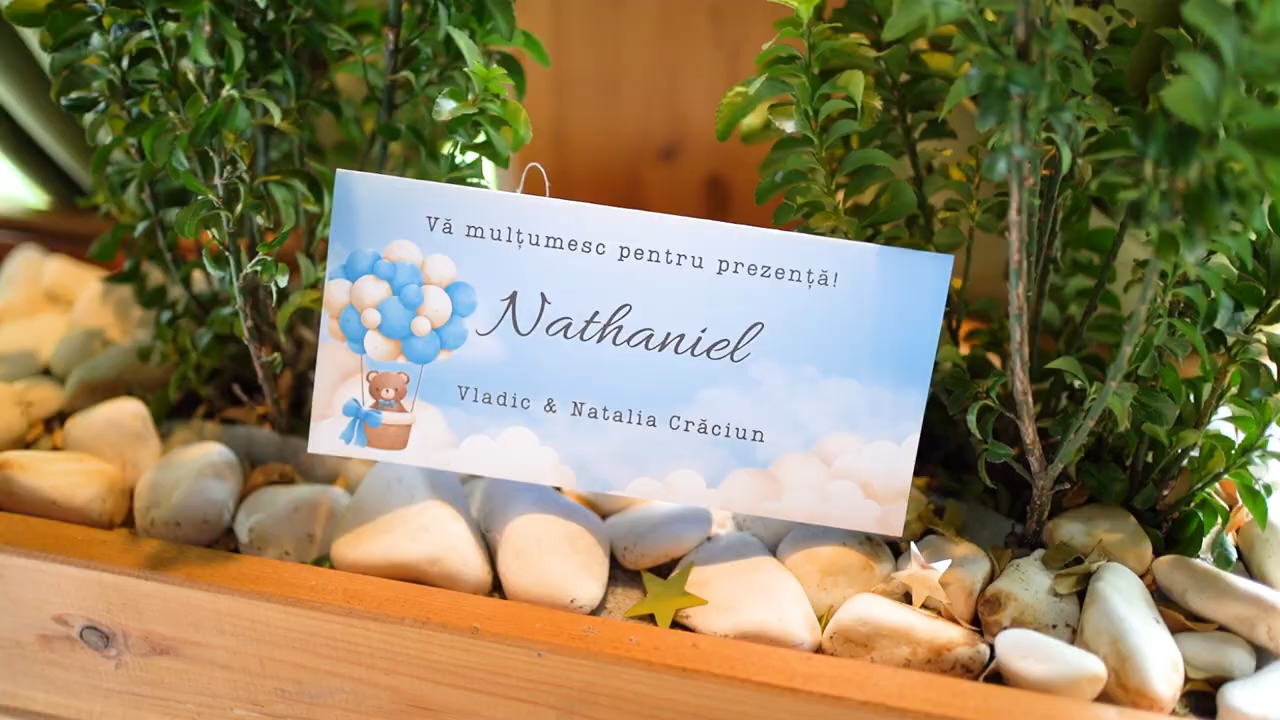 Vă mulțumesc pentru prezență!
Nathaniel
Vladic & Natalia Crăciun